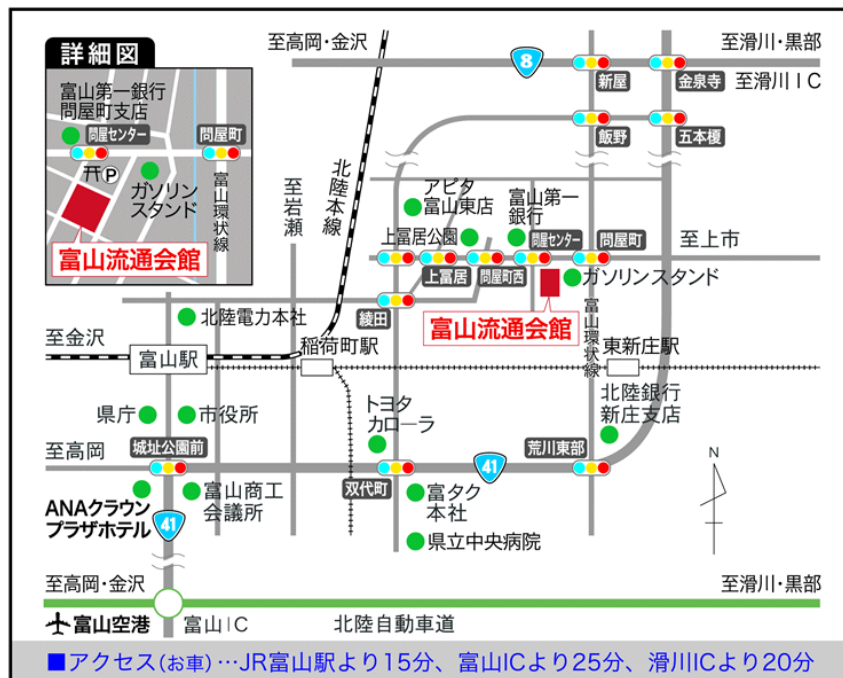 詳細図
富山第一銀行
問屋町支店
問屋センター
問屋町
P
ガソリン
スタンド
富山環状線
富山流通会館
至高岡・金沢
8
至滑川・黒部
新屋
金泉寺
至滑川IC
飯野
五本榎
北陸本線
至岩瀬
アピタ
富山東店
富山第一
銀行
上冨居公園
問屋センター
問屋町
至上市
上冨居
問屋町西
ガソリンスタンド
綾田
富山流通会館
富山環状線
北陸電力本社
至金沢
富山駅
稲荷町駅
東新庄駅
県庁
市役所
トヨタ
カローラ
北陸銀行
新庄支店
至高岡
城址公園前
41
荒川東部
双代町
N
ANAクラウン
プラザホテル
富山商工
会議所
富タク
本社
41
県立中央病院
至高岡・金沢
至滑川・黒部
富山空港
富山IC
北陸自動車道
■アクセス(お車)…JR富山駅より15分、富山ICより25分、滑川ICより20分